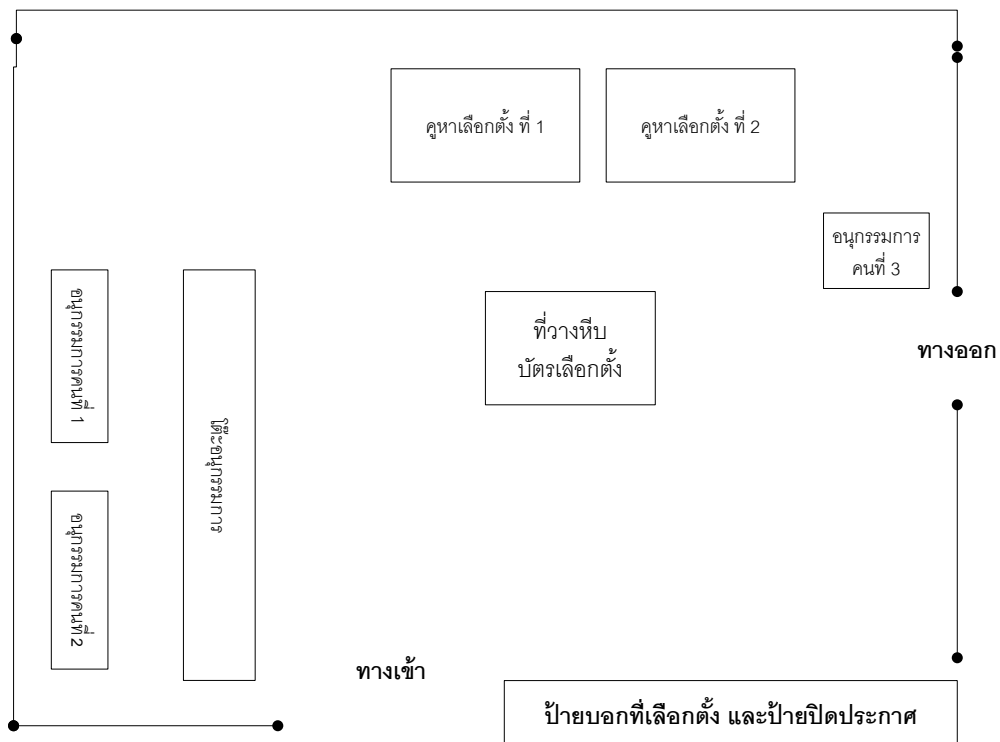 คูหาเลือกตั้ง ที่ 1
คูหาเลือกตั้ง ที่ 2
อนุกรรมการ
คนที่ 3
อนุกรรมการคนที่ 1
โต๊ะอนุกรรมการ
ที่วางหีบ
บัตรเลือกตั้ง
ทางออก
อนุกรรมการคนที่2
ทางเข้า
ป้ายบอกที่เลือกตั้ง และป้ายปิดประกาศ